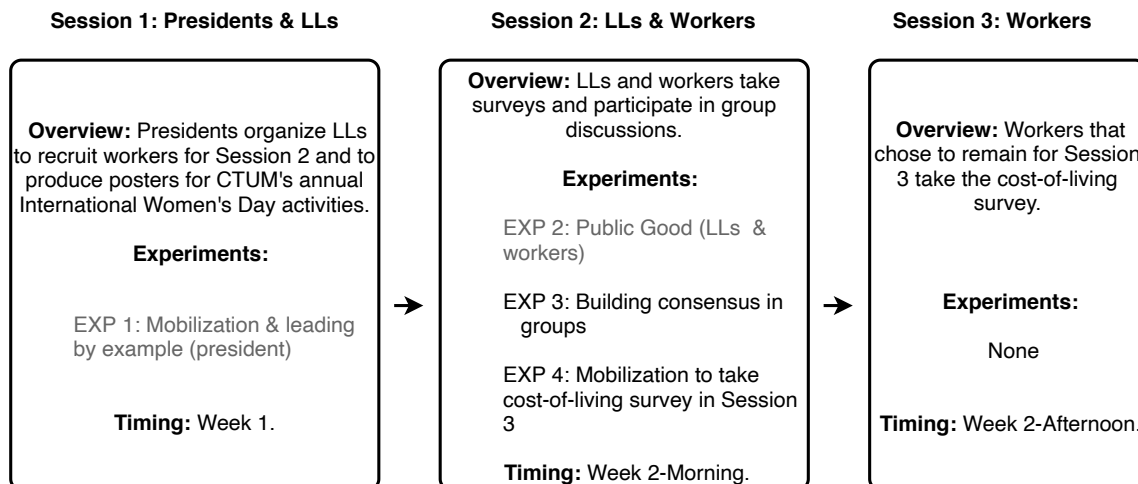 Session 1: Presidents & LLs
Overview: Presidents organize LLs
to recruit workers for Session 2 and to
produce posters for CTUM's annual
International Women's Day activities.
Experiments:
EXP 1: Mobilization & leading
by example (president)
Timing: Week 1.
Session 2: LLs & Workers
Overview: LLs and workers take
surveys and participate in group
discussions.
Experiments:
EXP 2: Public Good (LLs & 
workers)
EXP 3: Building consensus in
groups
EXP 4: Mobilization to take
cost-of-living survey in Session
3
Timing: Week 2-Morning.
Session 3: Workers
Overview: Workers that
chose to remain for Session
3 take the cost-of-living
survey.
Experiments:
None
Timing: Week 2-Afternoon.